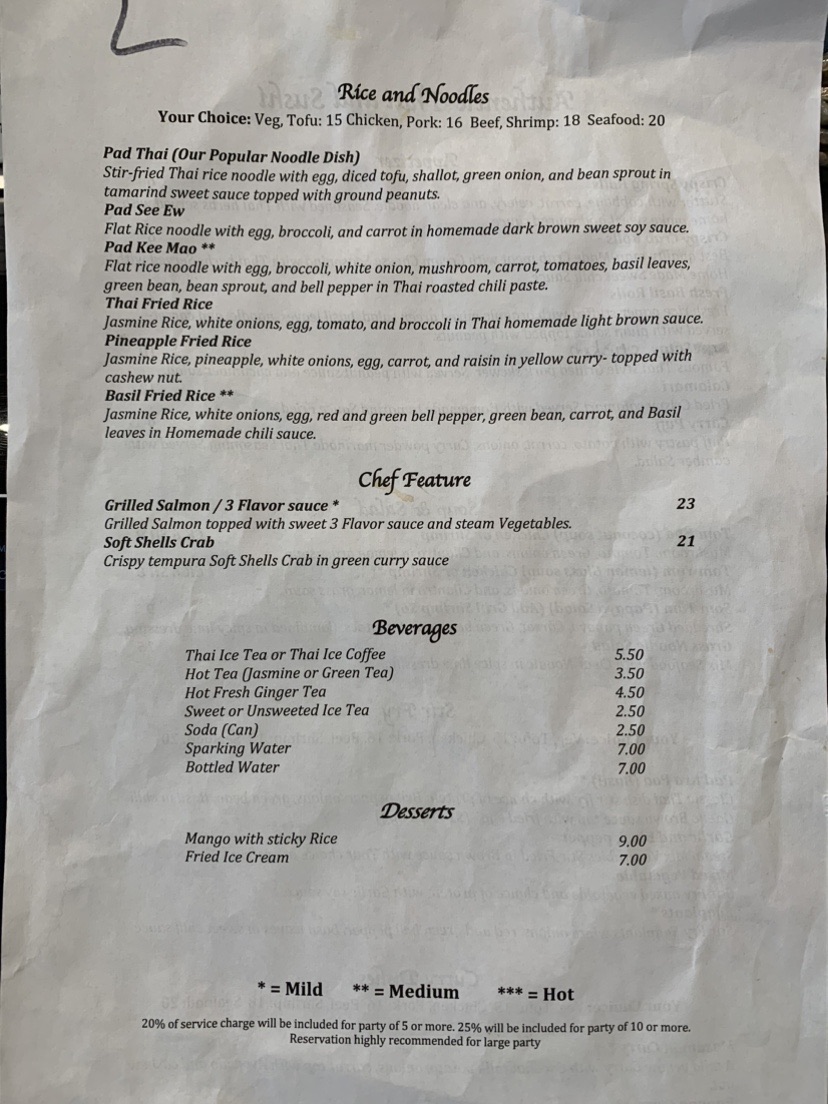 Rice and Noodles
Your Choice: Veg, Tofu: 15 Chicken, Pork: 16 Beef, Shrimp: 18 Seafood: 20
Pad Thai (Our Popular Noodle Dish)
Stir-fried Thai rice noodle with egg, diced tofu, shallot, green onion, and bean sprout in
tamarind sweet sauce topped with ground peanuts.
Pad See Ew
Flat Rice noodle with egg, broccoli, and carrot in homemade dark brown sweet soy sauce.
Pad Kee Mao **
Flat rice noodle with egg, broccoli, white onion, mushroom, carrot, tomatoes, basil leaves,
green bean, bean sprout, and bell pepper in Thai roasted chili paste.
Thai Fried Rice
Jasmine Rice, white onions, egg, tomato, and broccoli in Thai homemade light brown sauce.
Pineapple Fried Rice
Jasmine Rice, pineapple, white onions, egg, carrot, and raisin in yellow curry- topped with
cashew nut.
Basil Fried Rice **
Jasmine Rice, white onions, egg, red and green bell pepper, green bean, carrot, and Basil
leaves in Homemade chili sauce.
Chef Feature
Grilled Salmon / 3 Flavor sauce * 23
Grilled Salmon topped with sweet 3 Flavor sauce and steam Vegetables.
Soft Shells Crab 21
Crispy tempura Soft Shells Crab in green curry sauce
Beverages
Thai Ice Tea or Thai Ice Coffee 5.50
Hot Tea (Jasmine or Green Tea) 3.50
Hot Fresh Ginger Tea 4.50
Sweet or Unsweeted Ice Tea 2.50
Soda (Can) 2.50
Sparking Water 7.00
Bottled Water 7.00
Desserts
Mango with sticky Rice 9.00
Fried Ice Cream 7.00
* = Mild ** = Medium *** = Hot
20% of service charge will be included for party of 5 or more. 25% will be included for party of 10 or more.
Reservation highly recommended for large party